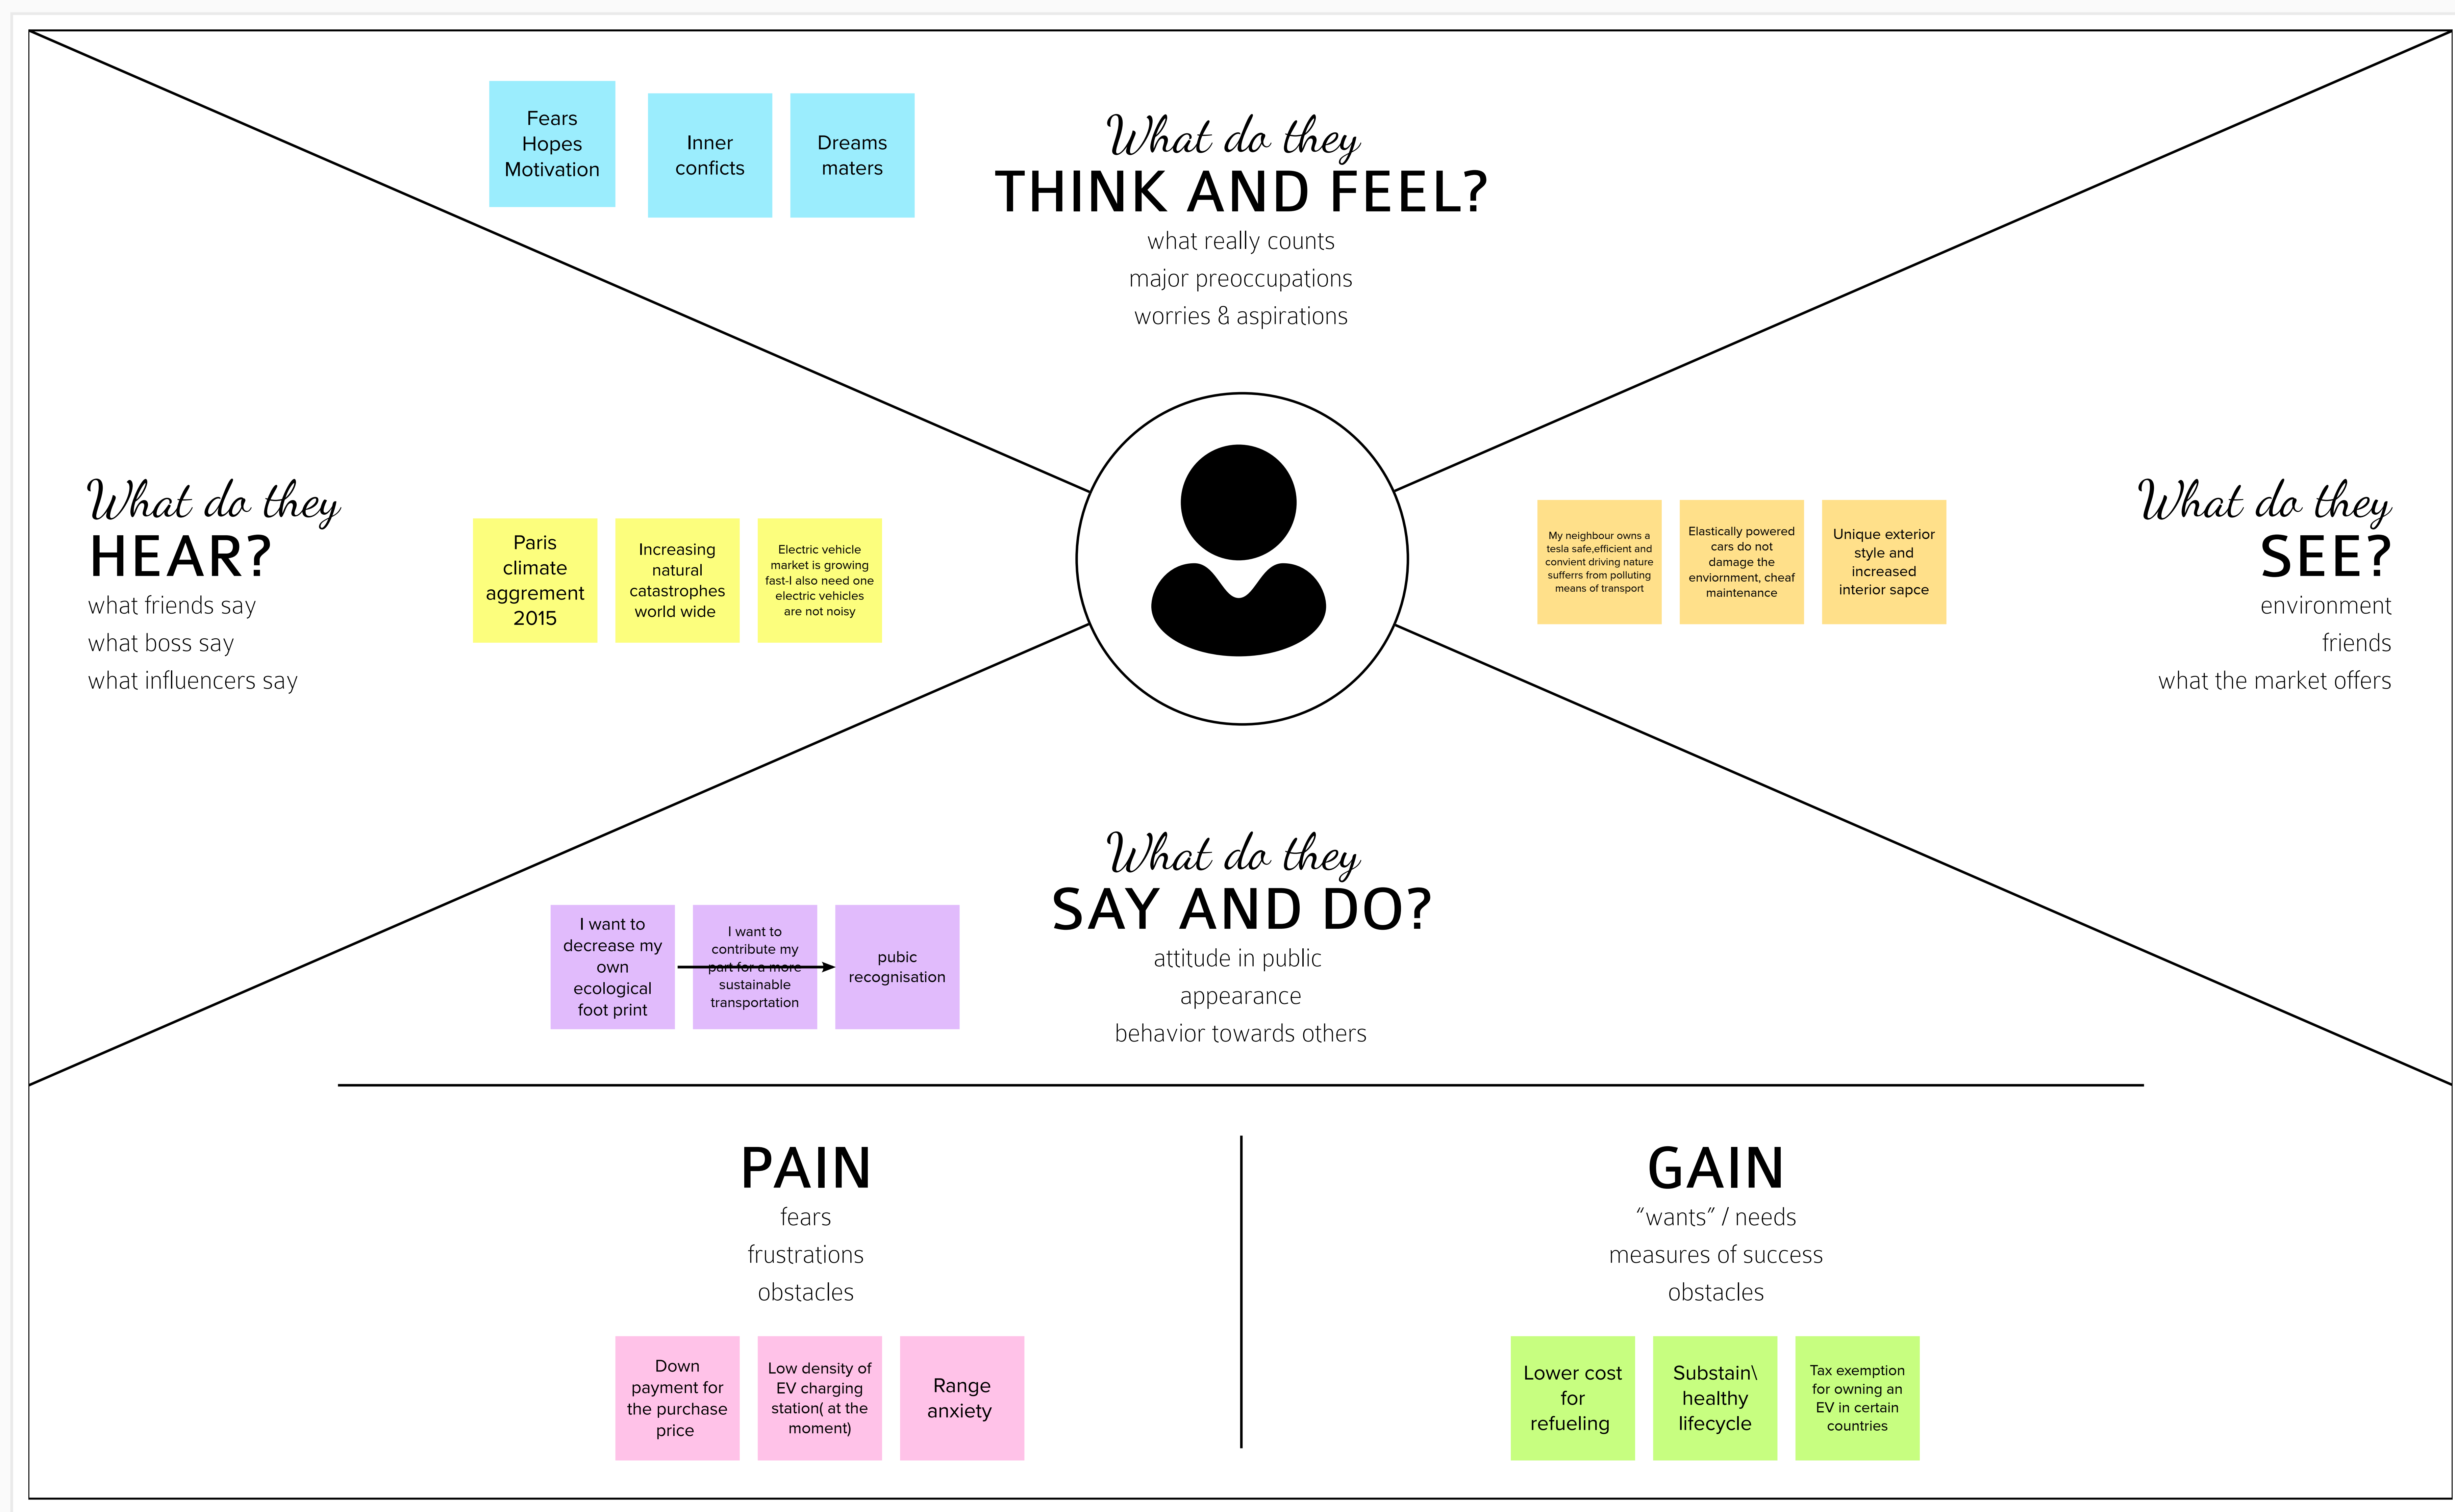 Fears
Hopes
Motivation
Inner
conficts
Dreams
maters
What do they
THINK AND FEEL?
what really counts
major preoccupations
worries & aspirations
What do they
HEAR?
what friends say
what boss say
what influencers say
Paris
climate
aggrement
2015
Increasing
natural
catastrophes
world wide
Electric vehicle
market is growing
fast-I also need one
electric vehicles
are not noisy
My neighbour owns a
tesla safe,efficient and
convient driving nature
sufferrs from polluting
means of transport
Elastically powered
cars do not
damage the
enviornment, cheaf
maintenance
Unique exterior
style and
increased
interior sapce
What do they
SEE?
environment
friends
what the market offers
What do they
SAY AND DO?
attitude in public
appearance
behavior towards others
I want to
decrease my
own
ecological
foot print
I want to
contribute my
part for a more
sustainable
transportation
pubic
recognisation
PAIN
fears
frustrations
obstacles
Down
payment for
the purchase
price
Low density of
EV charging
station( at the
moment)
Range
anxiety
GAIN
“wants” / needs
measures of success
obstacles
Lower cost
for
refueling
Substain\
healthy
lifecycle
Tax exemption
for owning an
EV in certain
countries